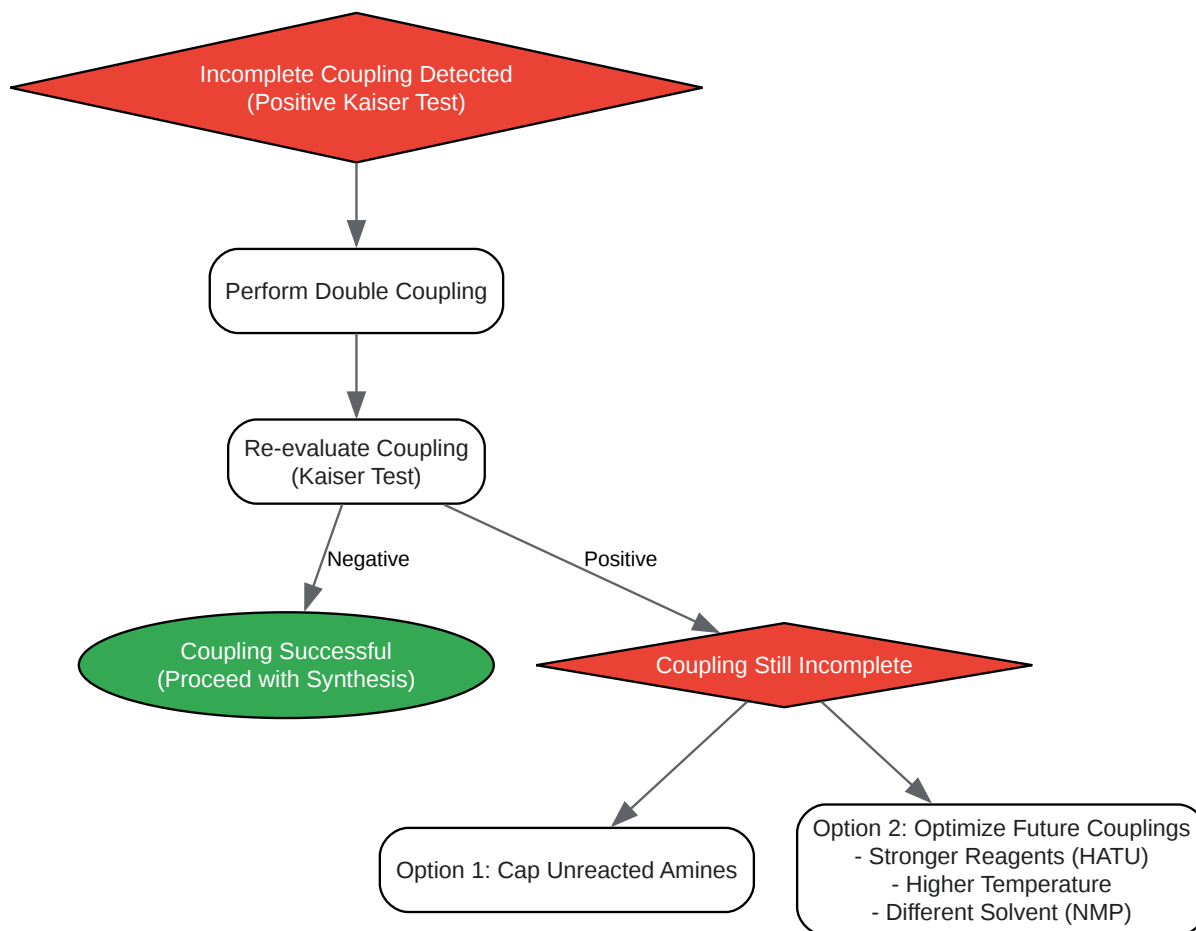 Incomplete Coupling Detected
(Positive Kaiser Test)
Perform Double Coupling
Re-evaluate Coupling
(Kaiser Test)
Negative
Positive
Coupling Successful
(Proceed with Synthesis)
Coupling Still Incomplete
Option 1: Cap Unreacted Amines
Option 2: Optimize Future Couplings
- Stronger Reagents (HATU)
- Higher Temperature
- Different Solvent (NMP)